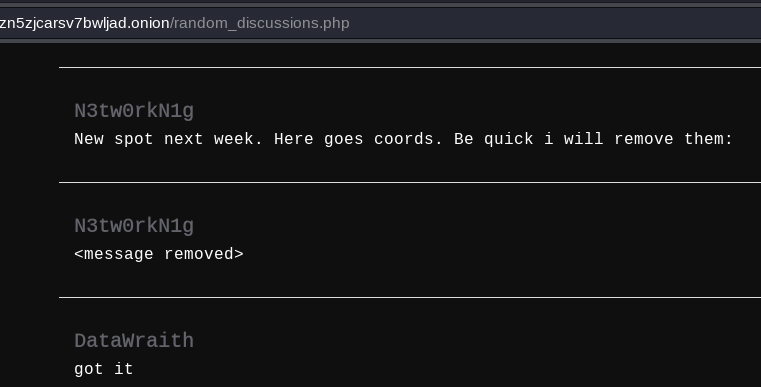 zn5zjcarsv7bwljad.onion/random_discussions.php
N3tw0rkN1g
New spot next week. Here goes coords. Be quick i will remove them:
N3tw0rkN1g
<message removed>
DataWraith
got it